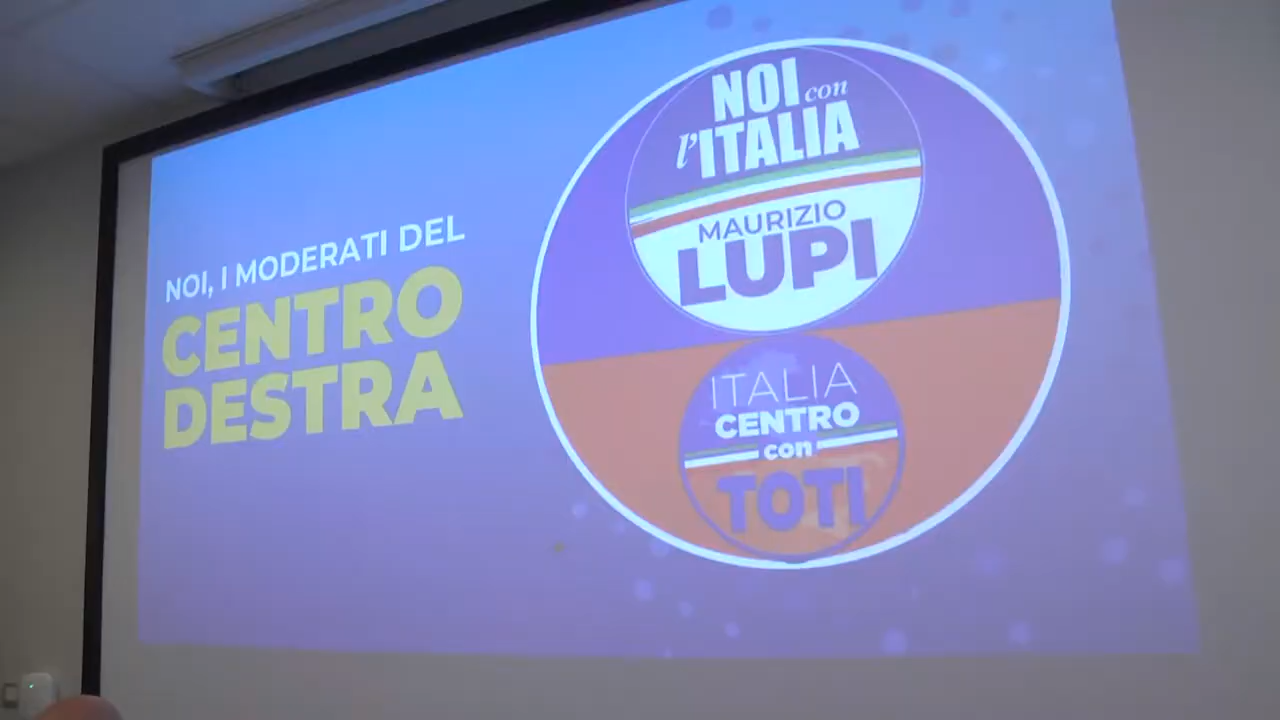 NOI, I MODERATI DEL
CENTRO
DESTRA
NOI con
l'ITALIA
MAURIZIO
LUPI
ITALIA
CENTRO
con
TOTI